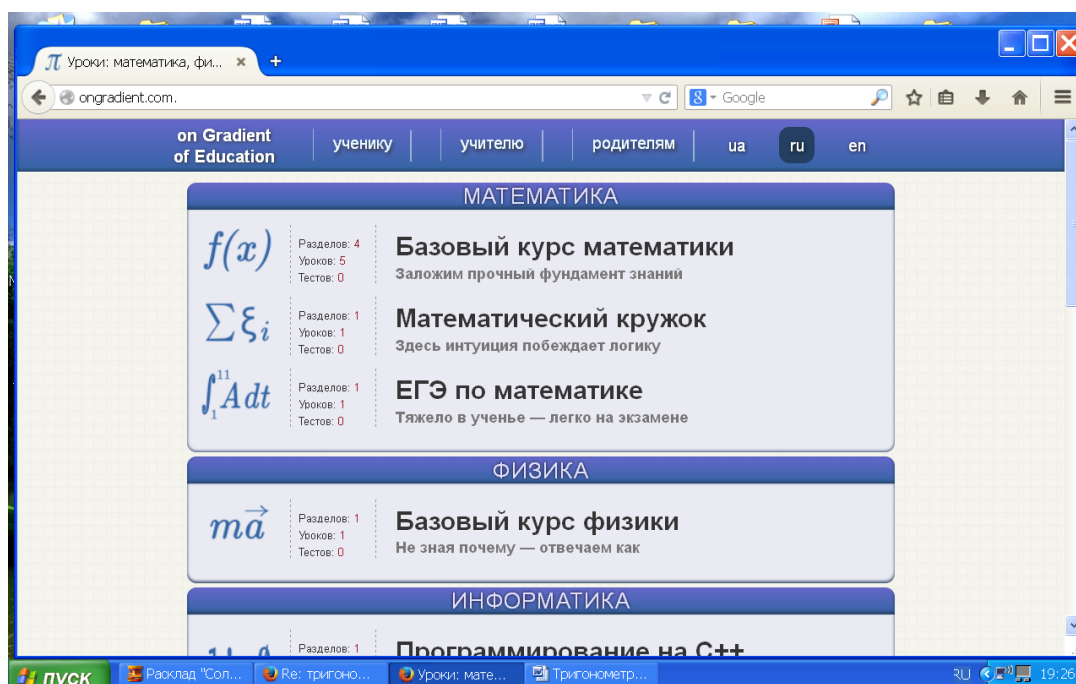 π Уроки: математика, фи... × +
ongradient.com.
8 Google
on Gradient
of Education
ученику
учителю
родителям
ua
ru
en
МАТЕМАТИКА
f(x)
Разделов: 4
Уроков: 5
Тестов: 0
Базовый курс математики
Заложим прочный фундамент знаний
∑ξi
Разделов: 1
Уроков: 1
Тестов: 0
Математический кружок
Здесь интуиция побеждает логику
∫₁¹¹Adt
Разделов: 1
Уроков: 1
Тестов: 0
ЕГЭ по математике
Тяжело в ученье — легко на экзамене
ФИЗИКА
ma⃗
Разделов: 1
Уроков: 1
Тестов: 0
Базовый курс физики
Не зная почему — отвечаем как
ИНФОРМАТИКА
Разделов: 1
Программирование на C++
пуск
Расклад "Сол...
Re: тригоно...
Уроки: мате...
Тригонометр...
RU
19:26